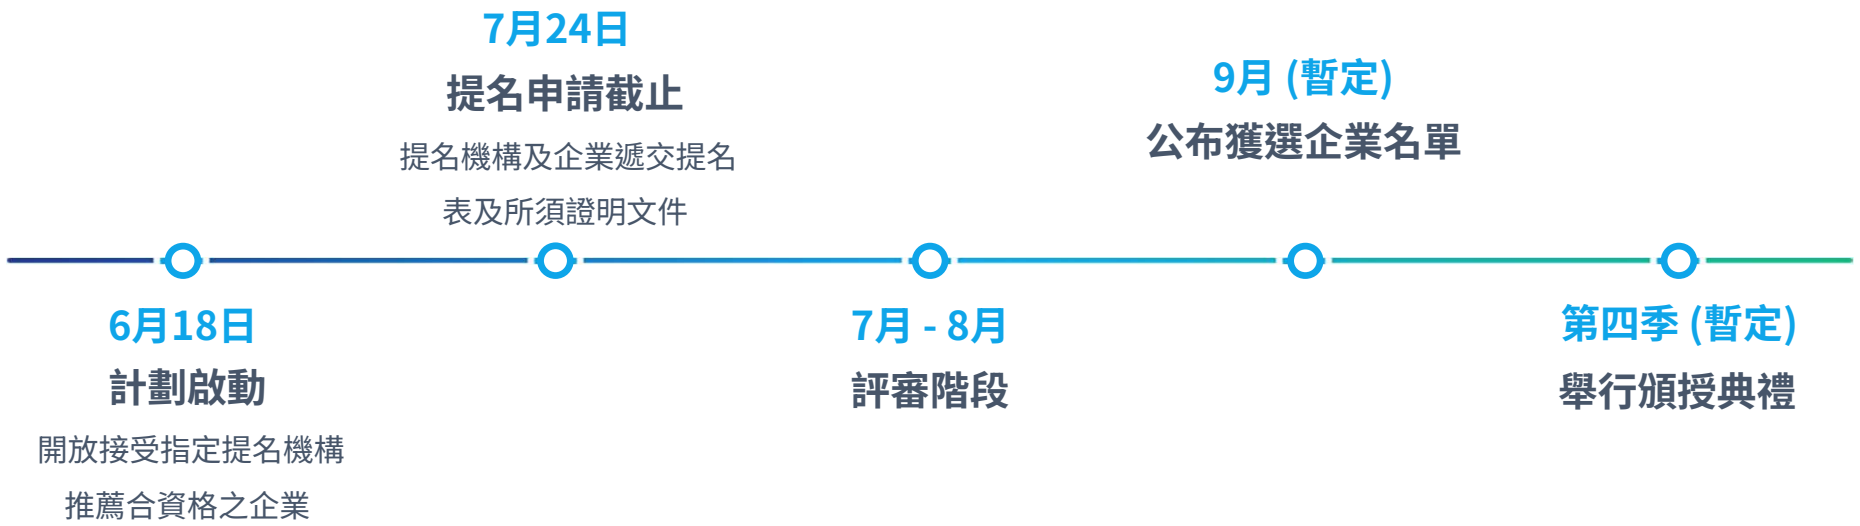 6月18日
計劃啟動
開放接受指定提名機構
推薦合資格之企業
7月24日
提名申請截止
提名機構及企業遞交提名
表及所須證明文件
7月 - 8月
評審階段
9月 (暫定)
公布獲選企業名單
第四季 (暫定)
舉行頒授典禮